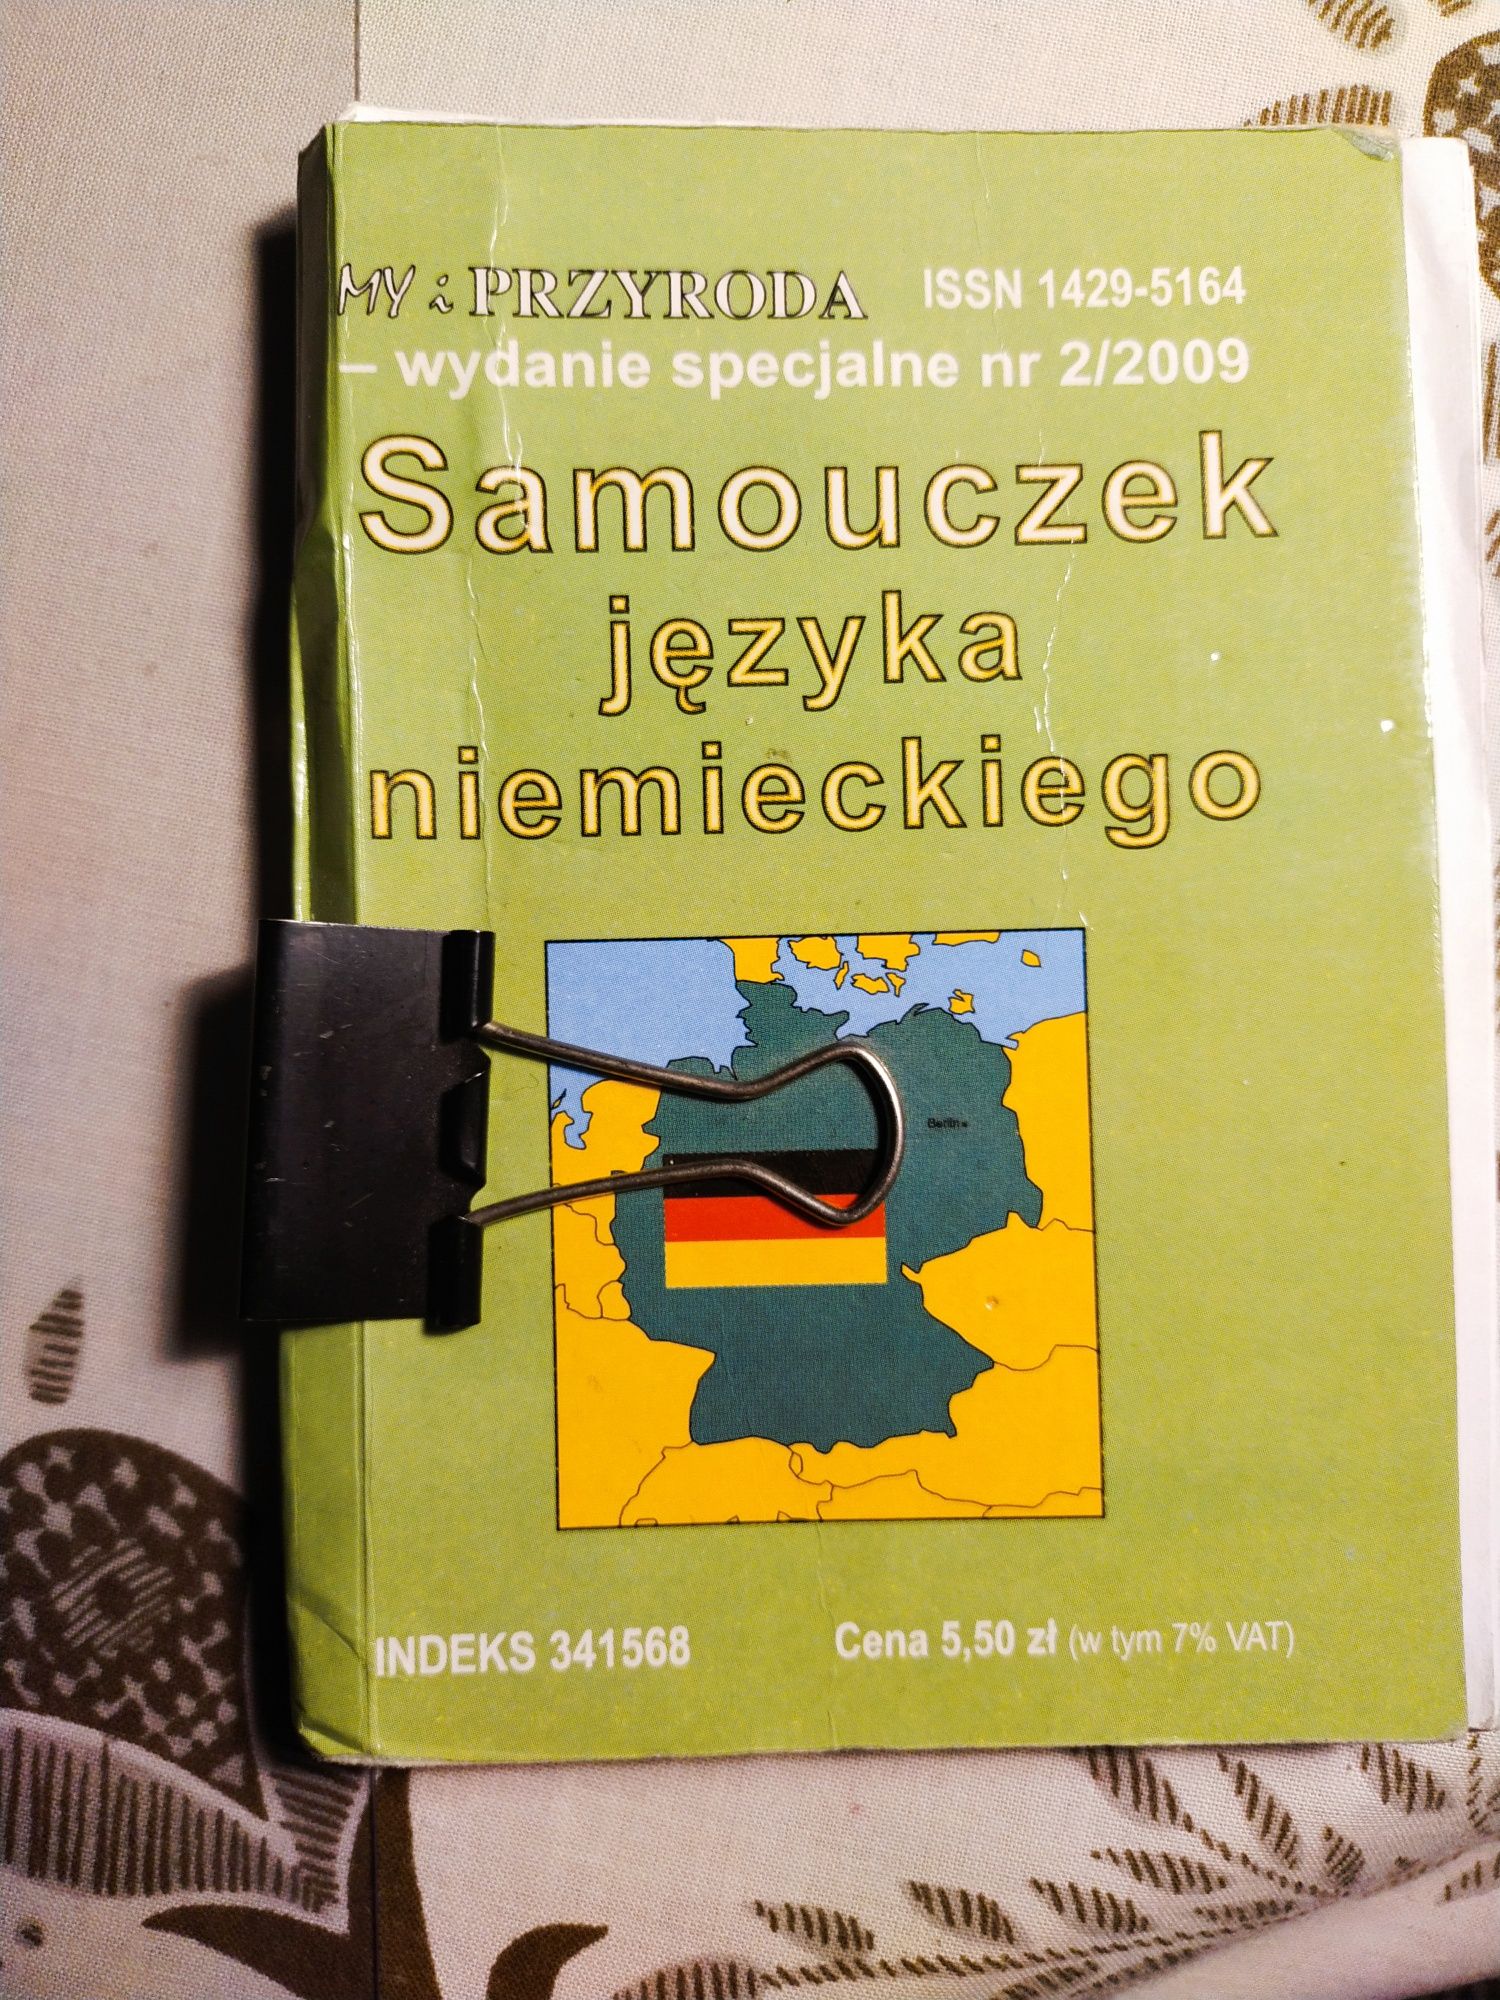 MY i PRZYRODA ISSN 1429-5164
– wydanie specjalne nr 2/2009
Samouczek
języka
niemieckiego
Berlin
INDEKS 341568 Cena 5,50 zł (w tym 7% VAT)